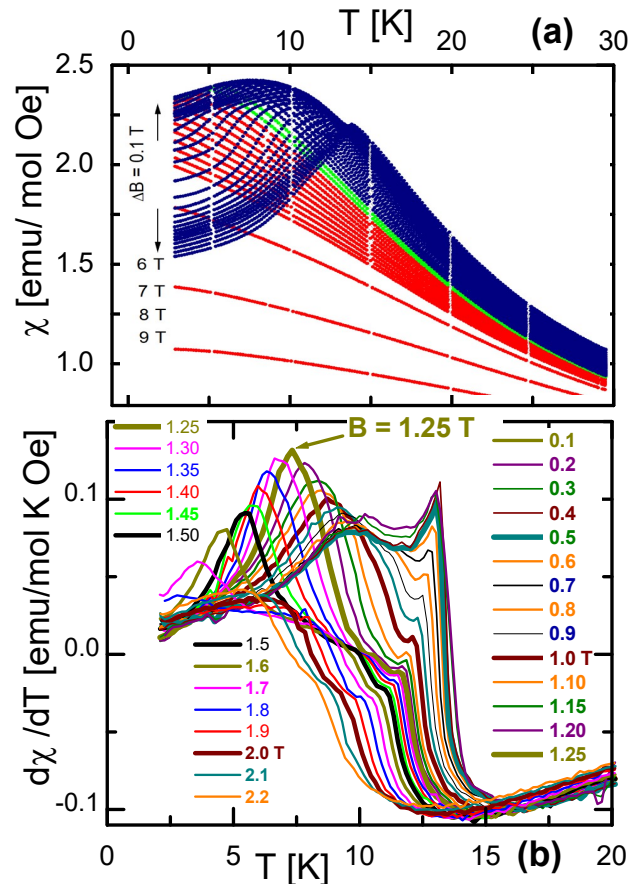 T [K]
(a)
0 10 20 30
2.5
2.0
1.5
1.0
χ [emu/ mol Oe]
ΔB = 0.1 T
6 T
7 T
8 T
9 T
B = 1.25 T
1.25
1.30
1.35
1.40
1.45
1.50
0.1
0.2
0.3
0.4
0.5
0.6
0.7
0.8
0.9
1.0 T
1.10
1.15
1.20
1.25
1.5
1.6
1.7
1.8
1.9
2.0 T
2.1
2.2
0.1
0.0
-0.1
dχ /dT [emu/mol K Oe]
0 5 10 15 20
T [K]
(b)